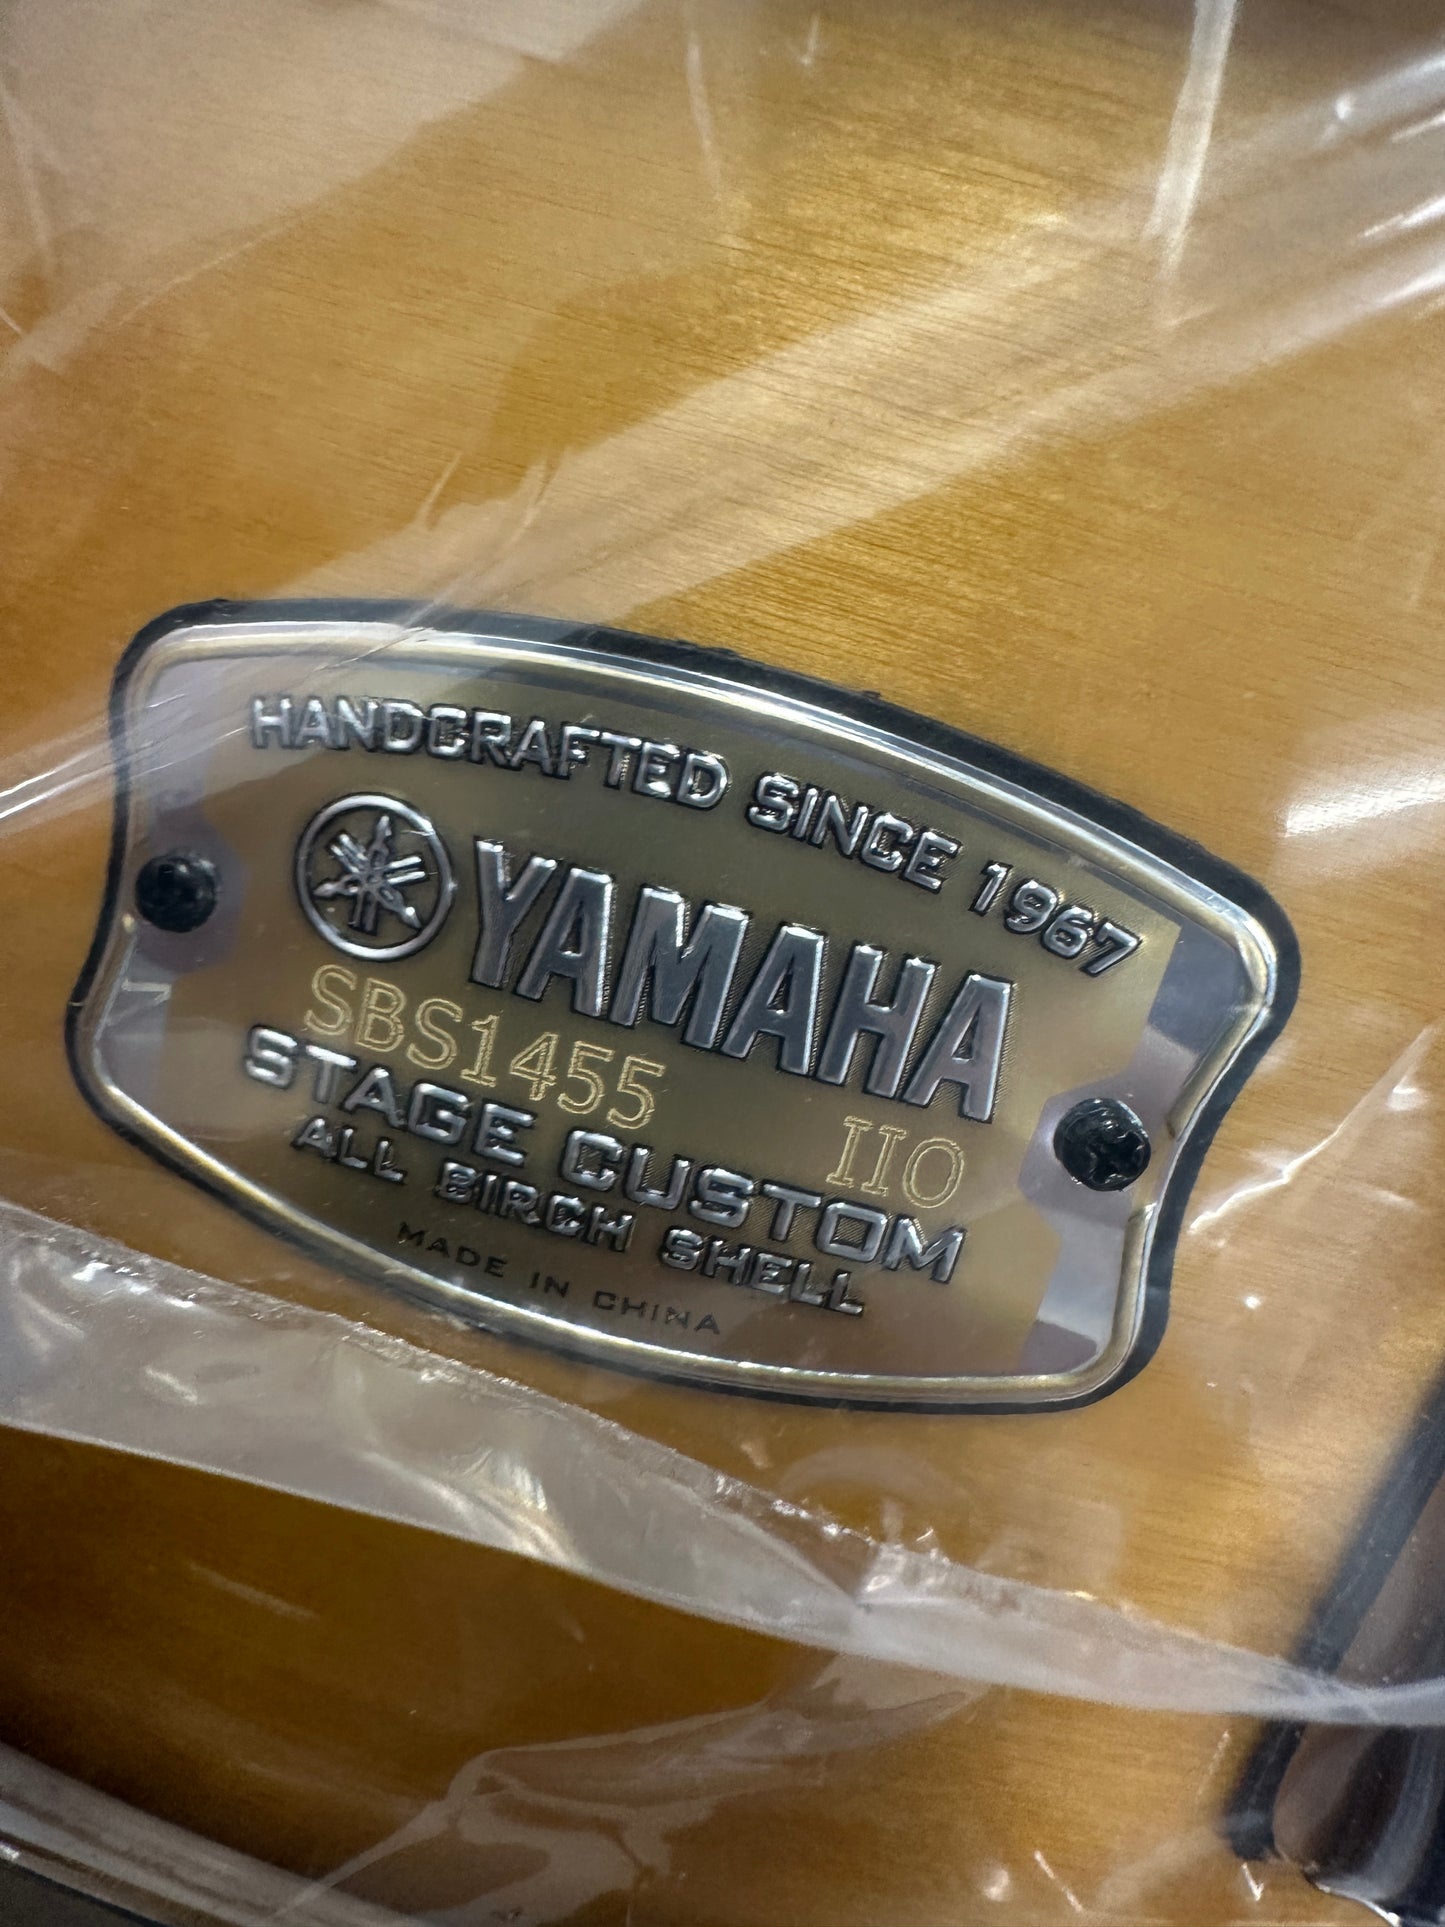 HANDCRAFTED SINCE 1967
YAMAHA
SBS1455 IIO
STAGE CUSTOM
ALL BIRCH SHELL
MADE IN CHINA